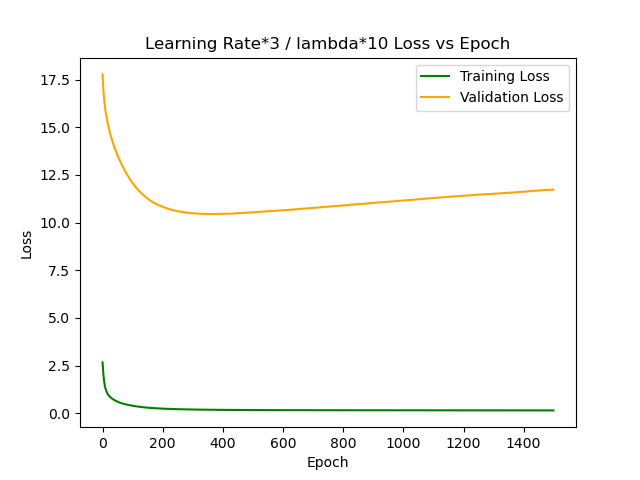 Learning Rate*3 / lambda*10 Loss vs Epoch
Training Loss
Validation Loss
17.5
15.0
12.5
10.0
7.5
5.0
2.5
0.0
Loss
0 200 400 600 800 1000 1200 1400
Epoch